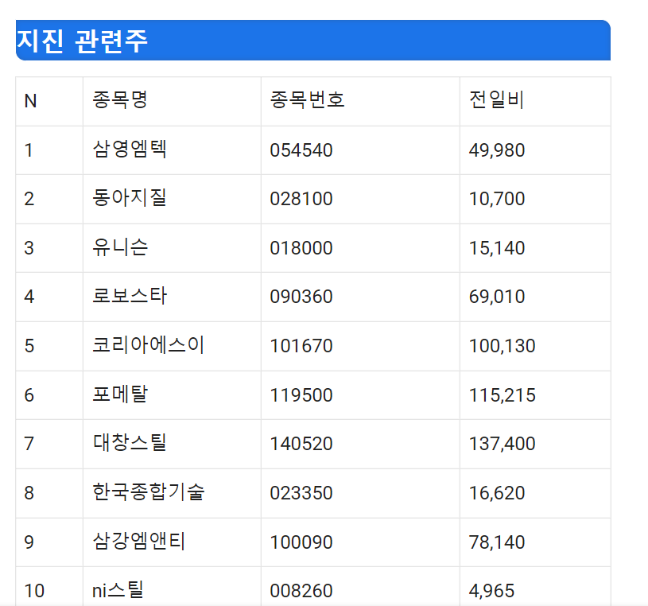 지진 관련주
N 종목명 종목번호 전일비
1 삼영엠텍 054540 49,980
2 동아지질 028100 10,700
3 유니슨 018000 15,140
4 로보스타 090360 69,010
5 코리아에스이 101670 100,130
6 포메탈 119500 115,215
7 대창스틸 140520 137,400
8 한국종합기술 023350 16,620
9 삼강엠앤티 100090 78,140
10 ni스틸 008260 4,965